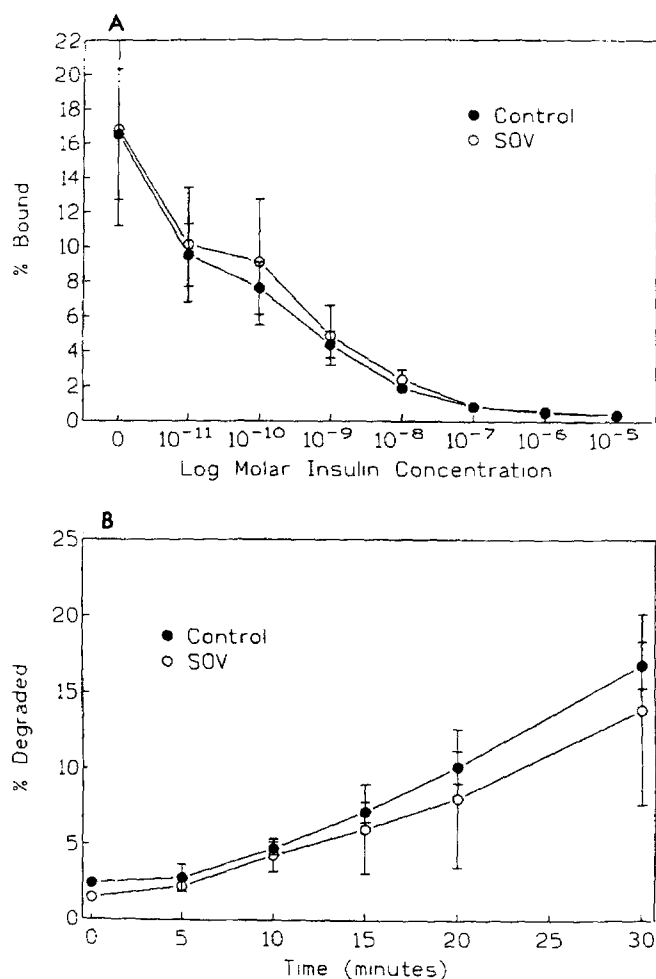 A
22
20
18
16
14
12
10
8
6
4
2
0
% Bound
● Control
○ SOV
0 10⁻¹¹ 10⁻¹⁰ 10⁻⁹ 10⁻⁸ 10⁻⁷ 10⁻⁶ 10⁻⁵
Log Molar Insulin Concentration
B
25
20
15
10
5
0
% Degraded
● Control
○ SOV
0 5 10 15 20 25 30
Time (minutes)